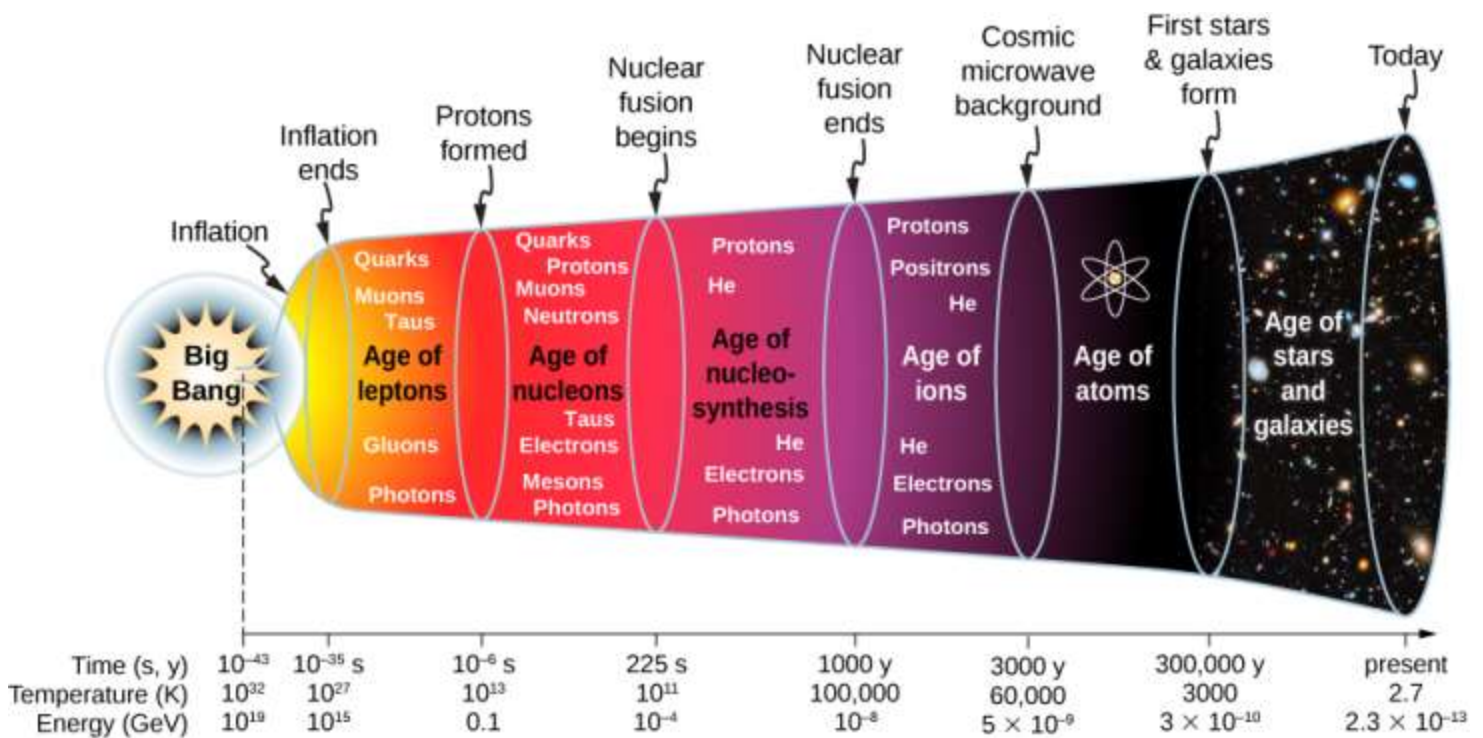 First stars
& galaxies
form
Cosmic
microwave
background
Today
Nuclear
fusion
begins
Nuclear
fusion
ends
Protons
formed
Inflation
ends
Inflation
Big
Bang
Quarks
Muons
Taus
Age of
leptons
Gluons
Photons
Quarks
Protons
Muons
Neutrons
Age of
nucleons
Taus
Electrons
Mesons
Photons
Protons
He
Age of
nucleo-
synthesis
He
Electrons
Photons
Protons
Positrons
He
Age of
ions
He
Electrons
Photons
Age of
atoms
Age of
stars
and
galaxies
Time (s, y) 10⁻⁴³ 10⁻³⁵ s 10⁻⁶ s 225 s 1000 y 3000 y 300,000 y present
Temperature (K) 10³² 10²⁷ 10¹³ 10¹¹ 100,000 60,000 3000 2.7
Energy (GeV) 10¹⁹ 10¹⁵ 0.1 10⁻⁴ 10⁻⁸ 5 × 10⁻⁹ 3 × 10⁻¹⁰ 2.3 × 10⁻¹³